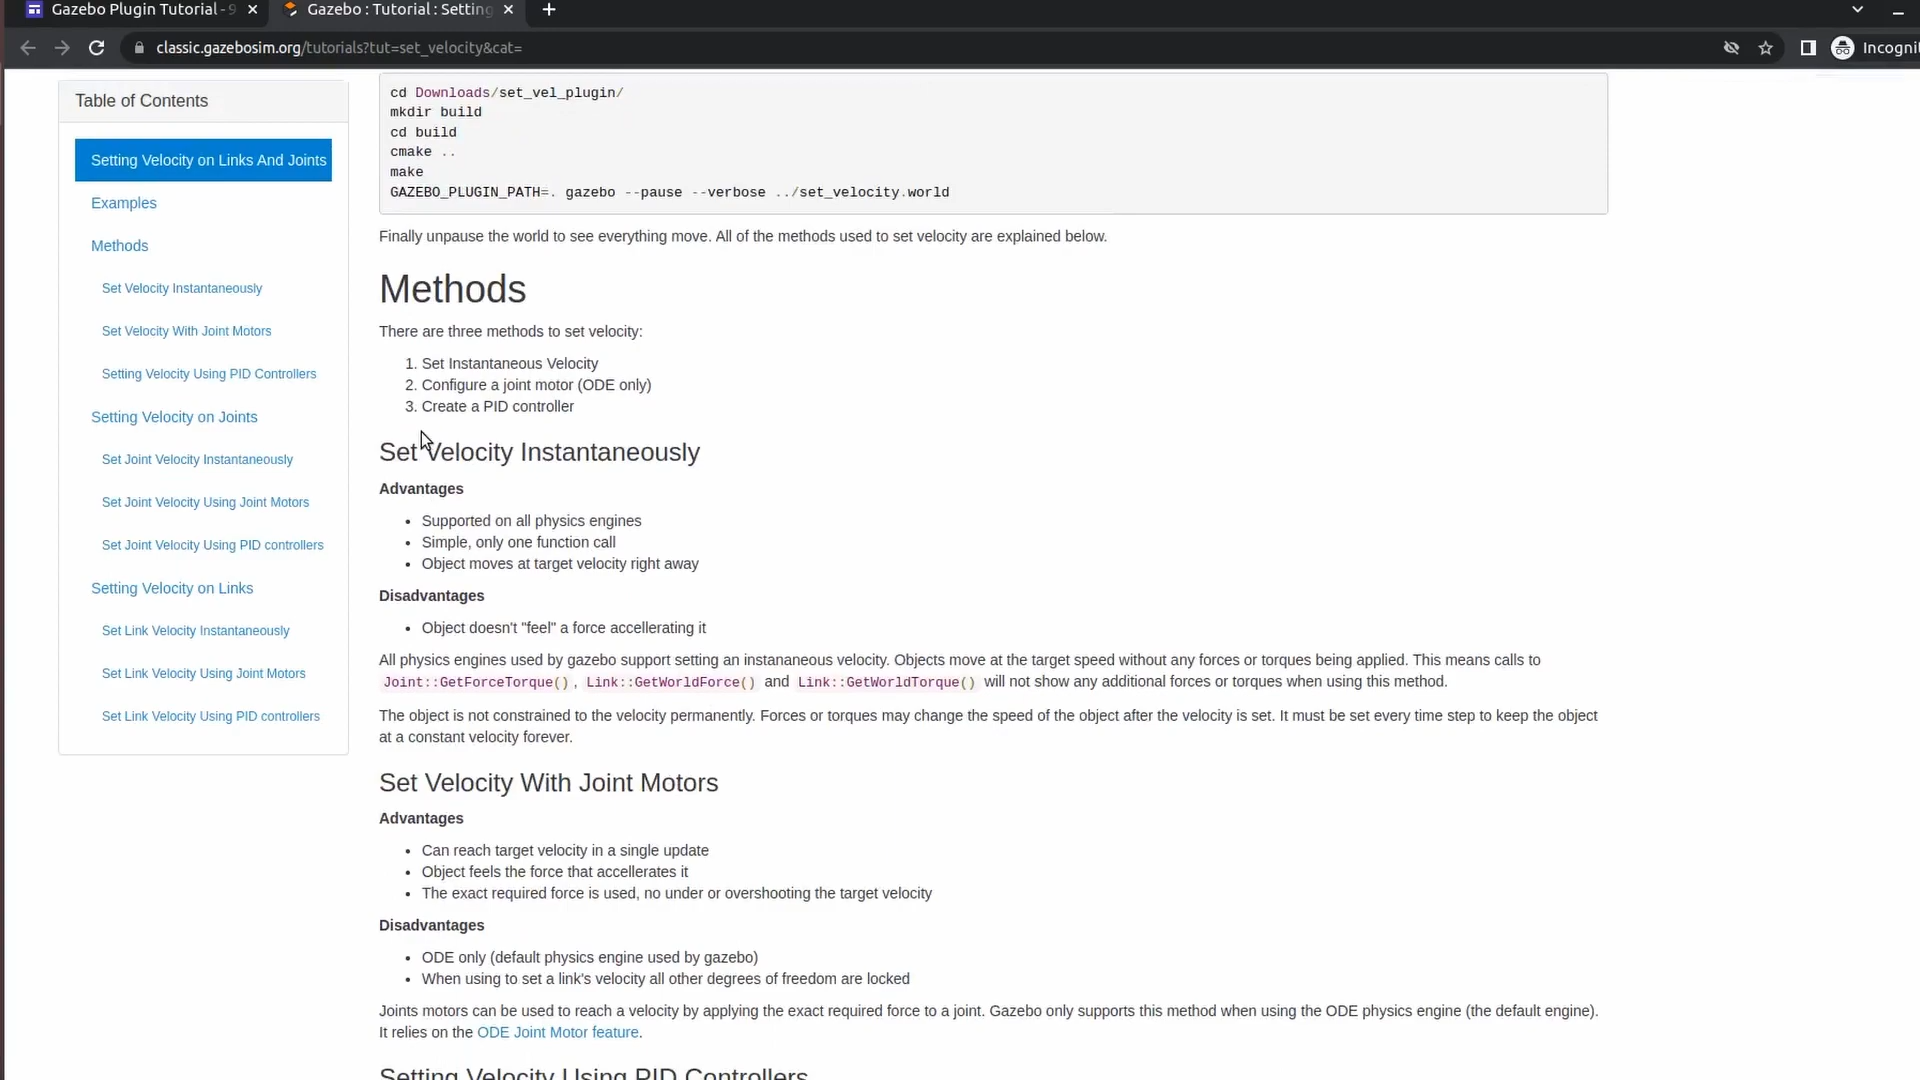 Gazebo Plugin Tutorial - 9
Gazebo : Tutorial : Setting
classic.gazebosim.org/tutorials?tut=set_velocity&cat=
Incogni
Table of Contents
Setting Velocity on Links And Joints
Examples
Methods
Set Velocity Instantaneously
Set Velocity With Joint Motors
Setting Velocity Using PID Controllers
Setting Velocity on Joints
Set Joint Velocity Instantaneously
Set Joint Velocity Using Joint Motors
Set Joint Velocity Using PID controllers
Setting Velocity on Links
Set Link Velocity Instantaneously
Set Link Velocity Using Joint Motors
Set Link Velocity Using PID controllers
cd Downloads/set_vel_plugin/
mkdir build
cd build
cmake ..
make
GAZEBO_PLUGIN_PATH=. gazebo --pause --verbose ../set_velocity.world
Finally unpause the world to see everything move. All of the methods used to set velocity are explained below.
Methods
There are three methods to set velocity:
1. Set Instantaneous Velocity
2. Configure a joint motor (ODE only)
3. Create a PID controller
Set Velocity Instantaneously
Advantages
• Supported on all physics engines
• Simple, only one function call
• Object moves at target velocity right away
Disadvantages
• Object doesn't "feel" a force accellerating it
All physics engines used by gazebo support setting an instananeous velocity. Objects move at the target speed without any forces or torques being applied. This means calls to
Joint::GetForceTorque(), Link::GetWorldForce() and Link::GetWorldTorque() will not show any additional forces or torques when using this method.
The object is not constrained to the velocity permanently. Forces or torques may change the speed of the object after the velocity is set. It must be set every time step to keep the object
at a constant velocity forever.
Set Velocity With Joint Motors
Advantages
• Can reach target velocity in a single update
• Object feels the force that accellerates it
• The exact required force is used, no under or overshooting the target velocity
Disadvantages
• ODE only (default physics engine used by gazebo)
• When using to set a link's velocity all other degrees of freedom are locked
Joints motors can be used to reach a velocity by applying the exact required force to a joint. Gazebo only supports this method when using the ODE physics engine (the default engine).
It relies on the ODE Joint Motor feature.
Setting Velocity Using PID Controllers